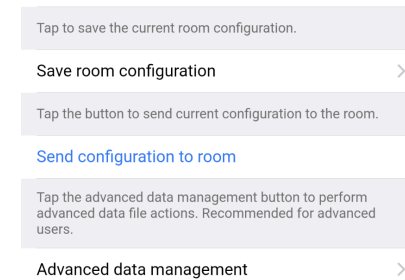 Tap to save the current room configuration.
Save room configuration
Tap the button to send current configuration to the room.
Send configuration to room
Tap the advanced data management button to perform
advanced data file actions. Recommended for advanced
users.
Advanced data management